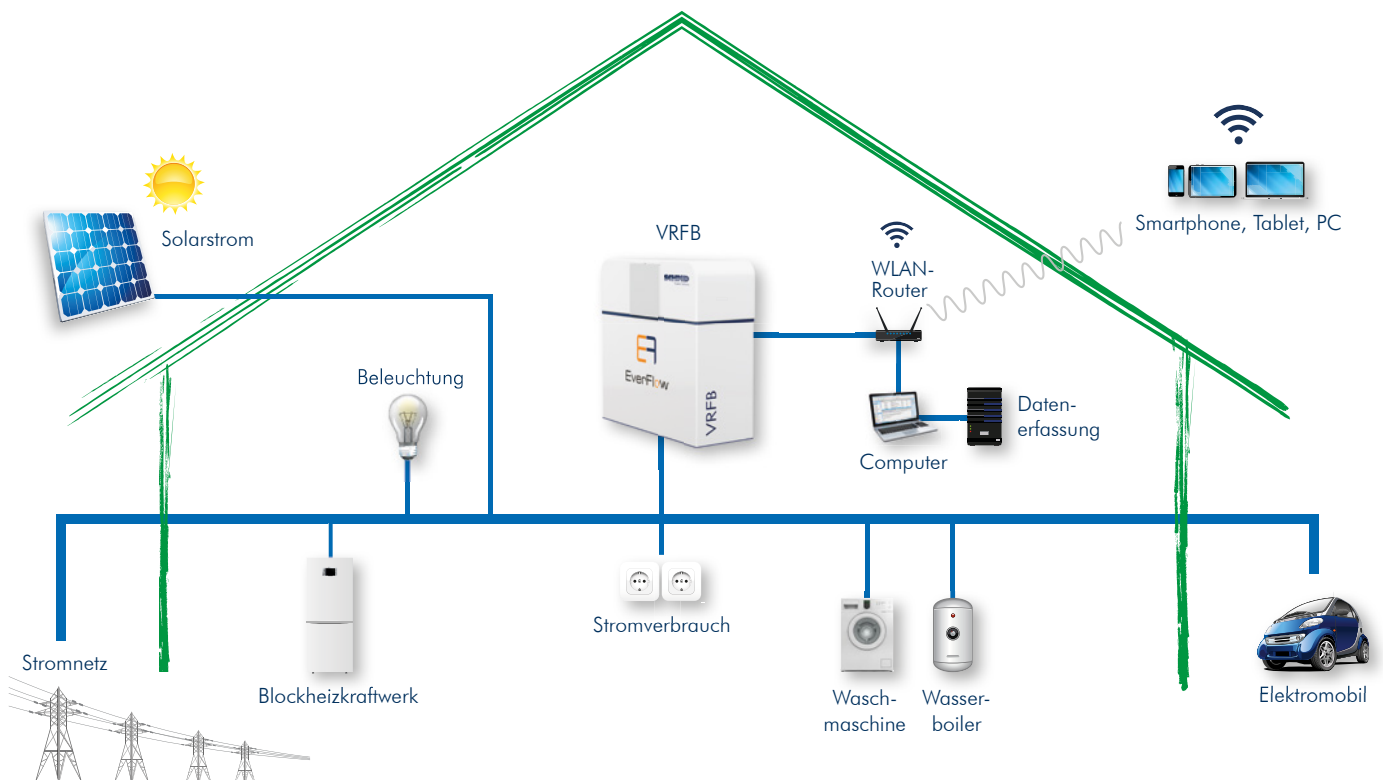 Solarstrom
VRFB
WLAN-
Router
Smartphone, Tablet, PC
Beleuchtung
EvenFlow
VRFB
Daten-
erfassung
Computer
Stromverbrauch
Stromnetz
Blockheizkraftwerk
Wasch-
maschine
Wasser-
boiler
Elektromobil